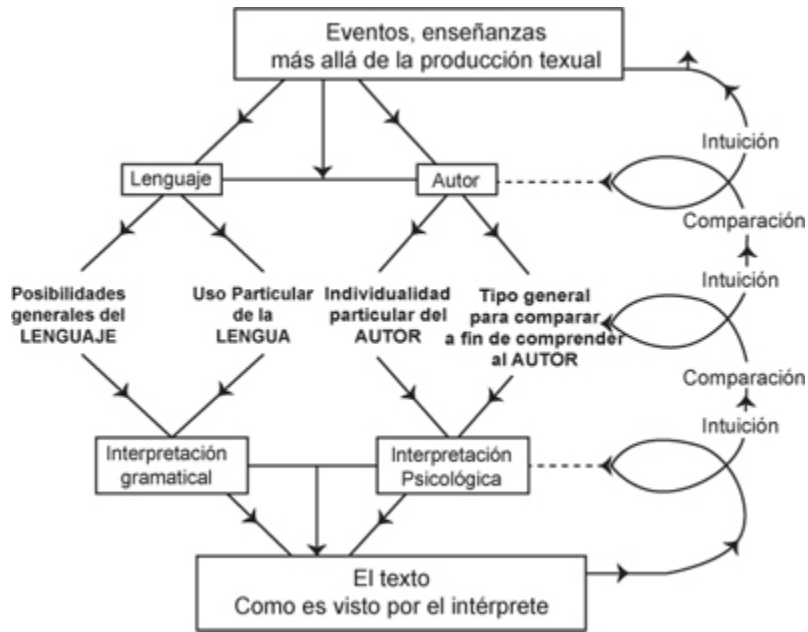 Eventos, enseñanzas
más allá de la producción texual
Intuición
Lenguaje
Autor
Comparación
Posibilidades
generales del
LENGUAJE
Uso Particular
de la
LENGUA
Individualidad
particular del
AUTOR
Tipo general
para comparar
a fin de comprender
al AUTOR
Intuición
Comparación
Intuición
Interpretación
gramatical
Interpretación
Psicológica
El texto
Como es visto por el intérprete